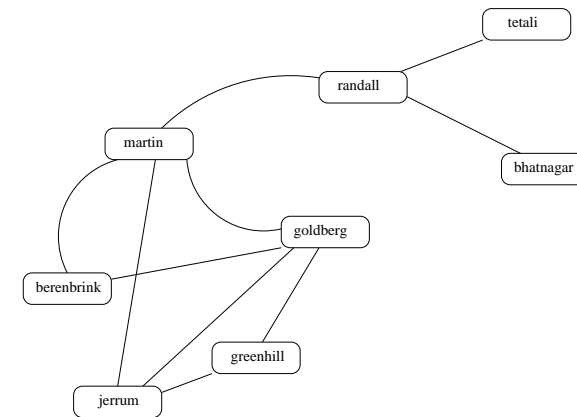 tetali
randall
martin
bhatnagar
goldberg
berenbrink
greenhill
jerrum